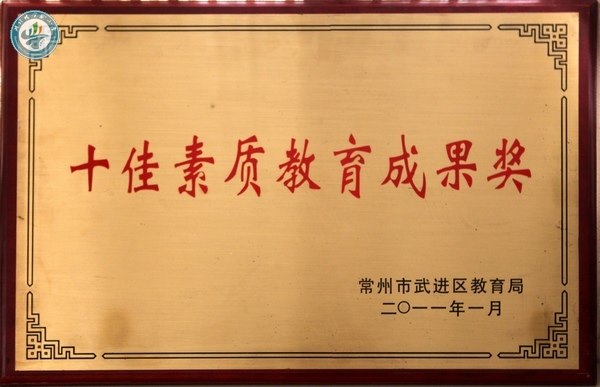 十佳素质教育成果奖
常州市武进区教育局
二〇一一年一月